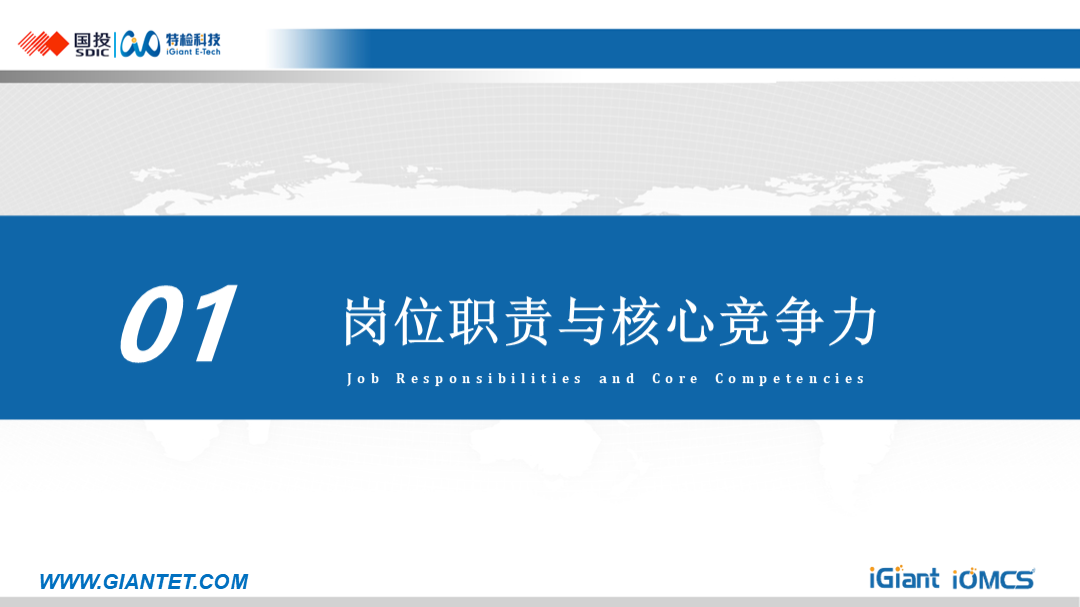 国投
SDIC
特检科技
iGiant E-Tech
01
岗位职责与核心竞争力
Job Responsibilities and Core Competencies
WWW.GIANTET.COM
iGiant iOMCS